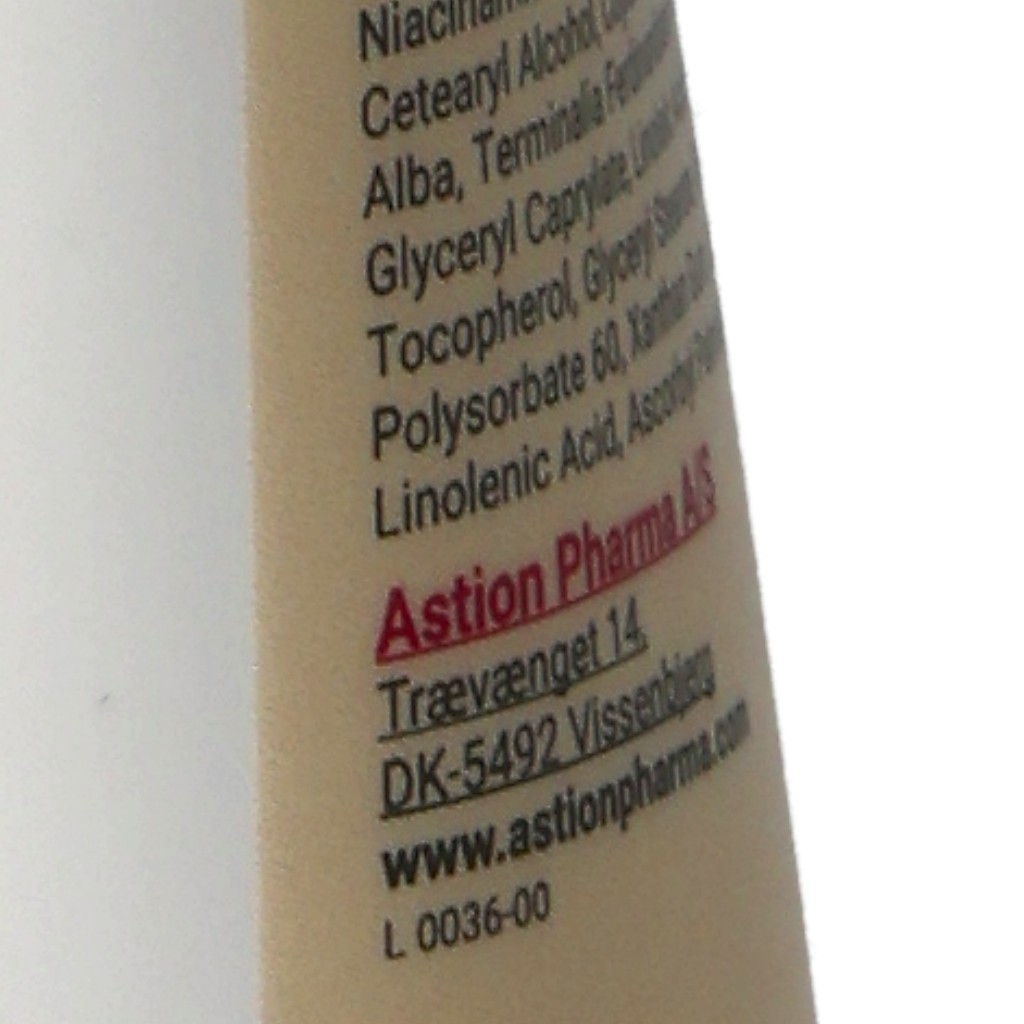 Cetearyl Alcohol,
Alba, Terminalia
Glyceryl Caprylate,
Tocopherol, Glyceryl
Polysorbate 60, Xanthan
Linolenic Acid, Ascorbyl
Astion Pharma A/S
Trævænget 14,
DK-5492 Vissenbjerg
www.astionpharma.com
L 0036-00